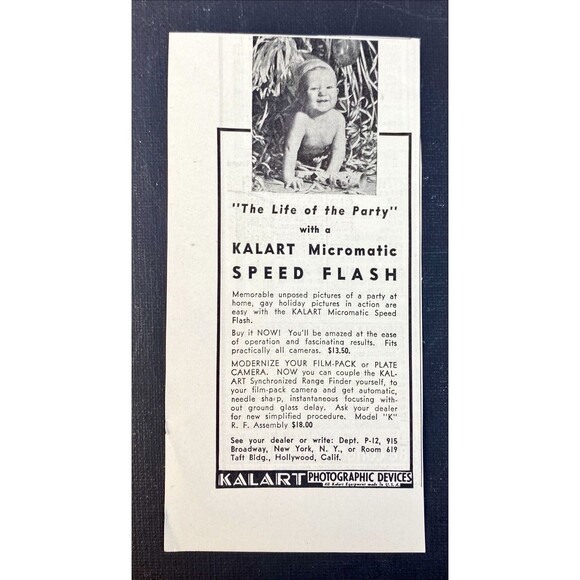 "The Life of the Party"
with a
KALART Micromatic
SPEED FLASH
Memorable unposed pictures of a party at
home, gay holiday pictures in action are
easy with the KALART Micromatic Speed
Flash.
Buy it NOW! You'll be amazed at the ease
of operation and fascinating results. Fits
practically all cameras. $13.50.
MODERNIZE YOUR FILM-PACK or PLATE
CAMERA. NOW you can couple the KAL-
ART Synchronized Range Finder yourself, to
your film-pack camera and get automatic,
needle sharp, instantaneous focusing with-
out ground glass delay. Ask your dealer
for new simplified procedure. Model "K"
R. F. Assembly $18.00
See your dealer or write: Dept. P-12, 915
Broadway, New York, N. Y., or Room 619
Taft Bldg., Hollywood, Calif.
KALART PHOTOGRAPHIC DEVICES
All Kalart Equipment made in U.S.A.